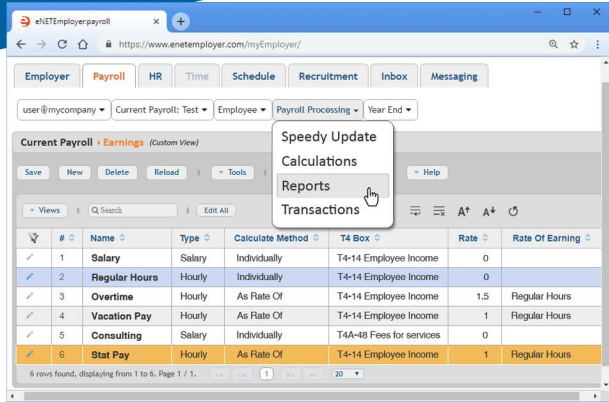 eNETEmployer:payroll
https://www.enetemployer.com/myEmployer/
Employer Payroll HR Time Schedule Recruitment Inbox Messaging
user@mycompany Current Payroll: Test Employee Payroll Processing Year End
Speedy Update
Calculations
Reports
Transactions
Current Payroll Earnings (Custom View)
Save New Delete Reload Tools Help
Views Search Edit All
# Name Type Calculate Method T4 Box Rate Rate Of Earning
1 Salary Salary Individually T4-14 Employee Income 0
2 Regular Hours Hourly Individually T4-14 Employee Income 0
3 Overtime Hourly As Rate Of T4-14 Employee Income 1.5 Regular Hours
4 Vacation Pay Hourly As Rate Of T4-14 Employee Income 1 Regular Hours
5 Consulting Salary Individually T4A-48 Fees for services 0
6 Stat Pay Hourly As Rate Of T4-14 Employee Income 1 Regular Hours
6 rows found, displaying from 1 to 6. Page 1 / 1. 1 20